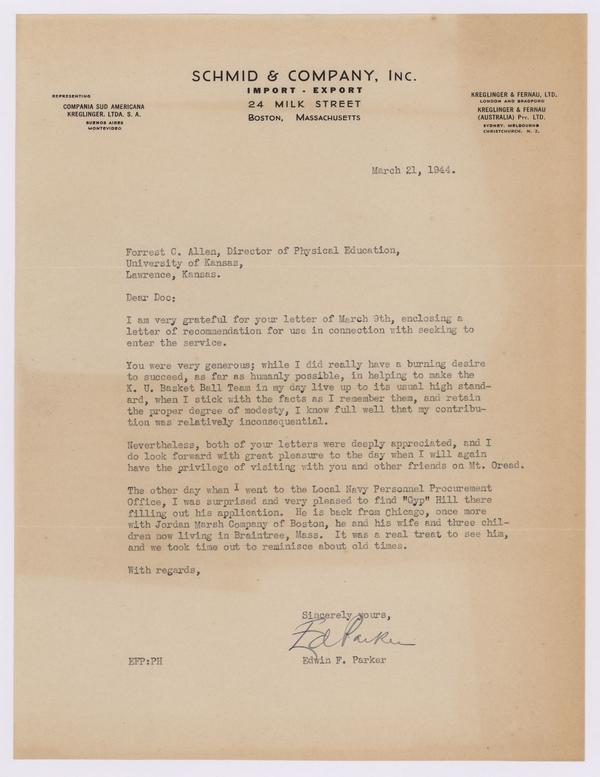 SCHMID & COMPANY, INC.
IMPORT - EXPORT
24 MILK STREET
BOSTON, MASSACHUSETTS
REPRESENTING
COMPANIA SUD AMERICANA
KREGLINGER. LTDA. S. A.
BUENOS AIRES
MONTEVIDEO
KREGLINGER & FERNAU, LTD.
LONDON AND BRADFORD
KREGLINGER & FERNAU
(AUSTRALIA) PTY. LTD.
SYDNEY, MELBOURNE
CHRISTCHURCH, N. Z.
March 21, 1944.
Forrest C. Allen, Director of Physical Education,
University of Kansas,
Lawrence, Kansas.
Dear Doc;
I am very grateful for your letter of March 9th, enclosing a
letter of recommendation for use in connection with seeking to
enter the service.
You were very generous; while I did really have a burning desire
to succeed, as far as humanly possible, in helping to make the
K. U. Basket Ball Team in my day live up to its usual high stand-
ard, when I stick with the facts as I remember them, and retain
the proper degree of modesty, I know full well that my contribu-
tion was relatively inconsequential.
Nevertheless, both of your letters were deeply appreciated, and I
do look forward with great pleasure to the day when I will again
have the privilege of visiting with you and other friends on Mt. Oread.
The other day when I went to the Local Navy Personnel Procurement
Office, I was surprised and very pleased to find "Gyp" Hill there
filling out his application. He is back from Chicago, once more
with Jordan Marsh Company of Boston, he and his wife and three chil-
dren now living in Braintree, Mass. It was a real treat to see him,
and we took time out to reminisce about old times.
With regards,
Sincerely yours,
Ed Parker
EFP:PH
Edwin F. Parker